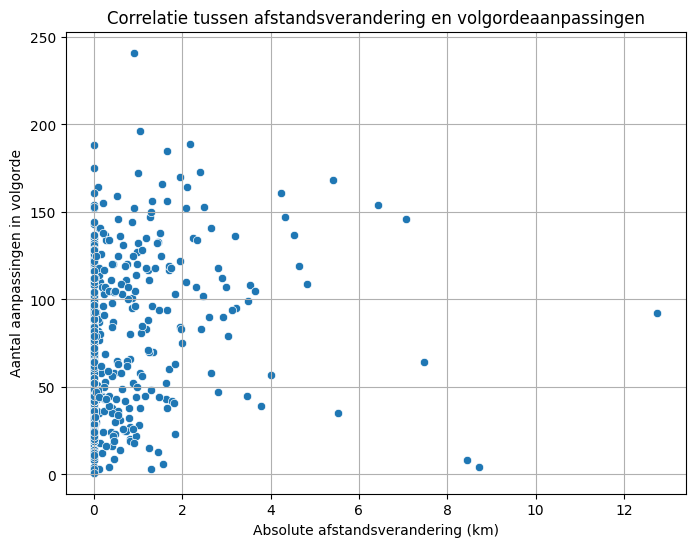 Correlatie tussen afstandsverandering en volgordeaanpassingen
250
200
150
100
50
0
Aantal aanpassingen in volgorde
0 2 4 6 8 10 12
Absolute afstandsverandering (km)